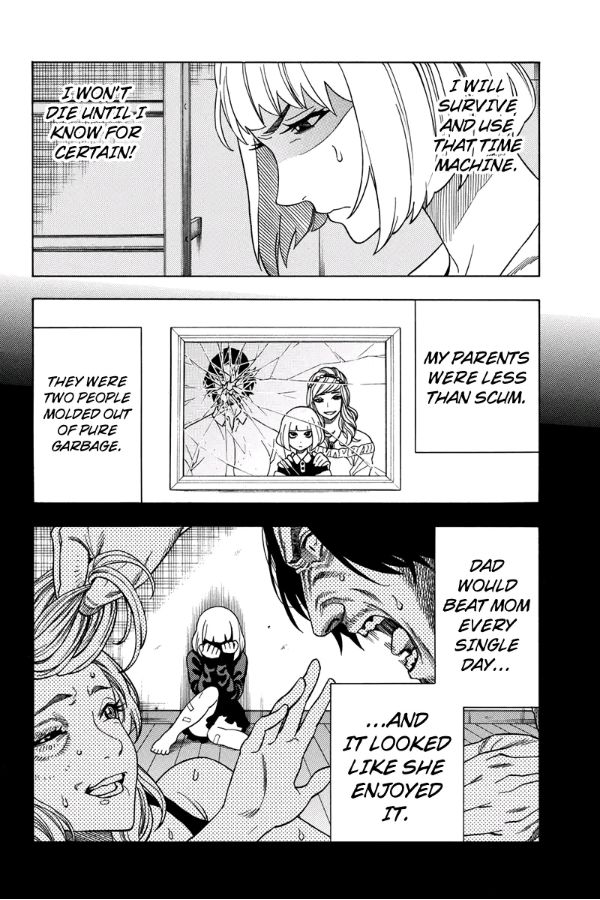 I WILL
SURVIVE
AND USE
THAT TIME
MACHINE.
I WON'T
DIE UNTIL I
KNOW FOR
CERTAIN!
MY PARENTS
WERE LESS
THAN SCUM.
THEY WERE
TWO PEOPLE
MOLDED OUT
OF PURE
GARBAGE.
DAD
WOULD
BEAT MOM
EVERY
SINGLE
DAY...
...AND
IT LOOKED
LIKE SHE
ENJOYED
IT.